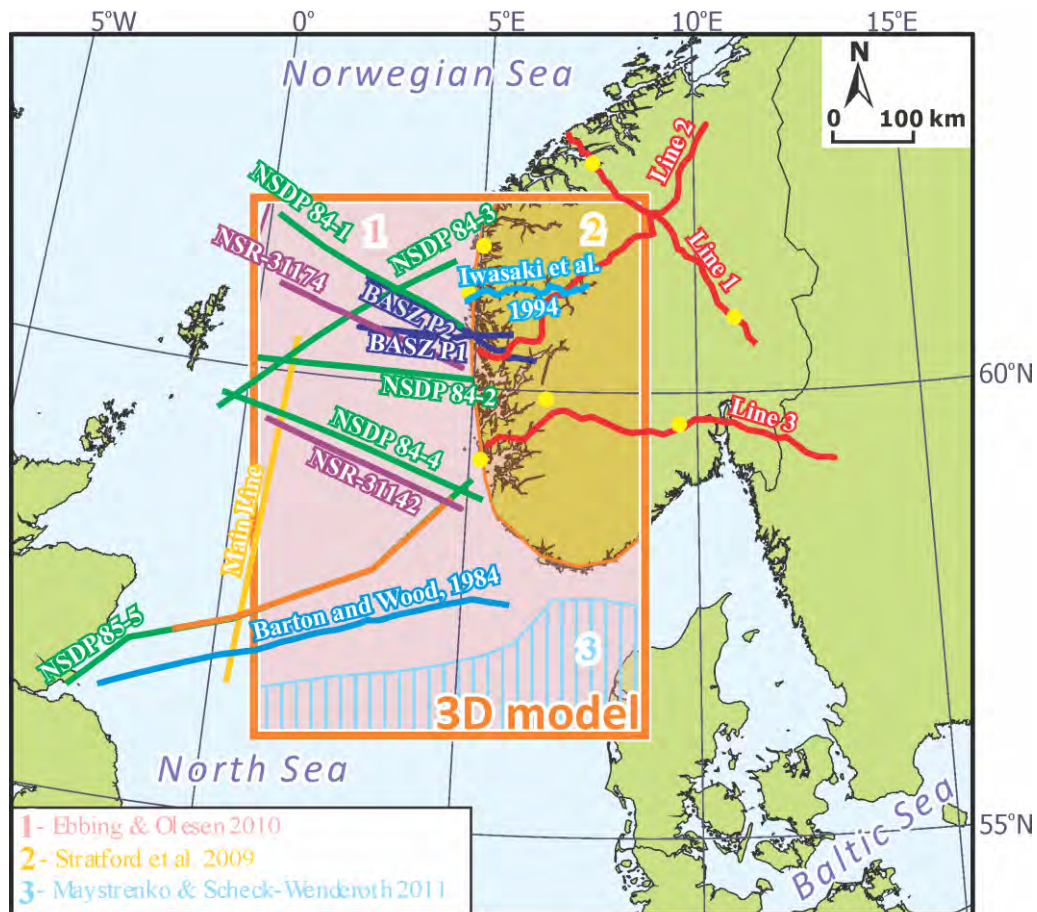 5°W 0° 5°E 10°E 15°E
Norwegian Sea
N
0 100 km
Line 2
NSDP 84-1
1
NSDP 84-3
2
NSR-31174
Iwasaki et al.
1994
Line 1
BASZ P2
BASZ P1
60°N
NSDP 84-2
Line 3
NSDP 84-4
NSR-31142
Main Line
Barton and Wood, 1984
NSDP 85-5
3
3D model
North Sea
Baltic Sea
55°N
1 - Ebbing & Olesen 2010
2 - Stratford et al. 2009
3 - Maystrenko & Scheck-Wenderoth 2011